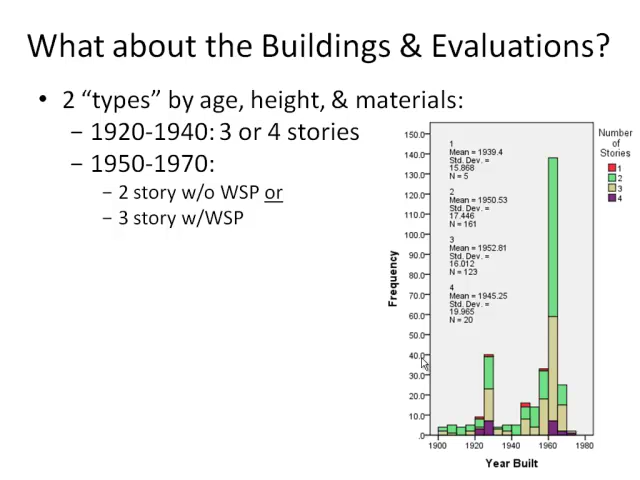 What about the Buildings & Evaluations?
• 2 “types” by age, height, & materials:
– 1920-1940: 3 or 4 stories
– 1950-1970:
– 2 story w/o WSP or
– 3 story w/WSP
150.0
140.0
130.0
120.0
110.0
100.0
90.0
80.0
70.0
60.0
50.0
40.0
30.0
20.0
10.0
.0
Frequency
1
Mean = 1939.4
Std. Dev. =
15.868
N = 5
2
Mean = 1950.53
Std. Dev. =
17.446
N = 161
3
Mean = 1952.81
Std. Dev. =
16.012
N = 123
4
Mean = 1945.25
Std. Dev. =
19.965
N = 20
Number
of
Stories
1
2
3
4
1900 1920 1940 1960 1980
Year Built